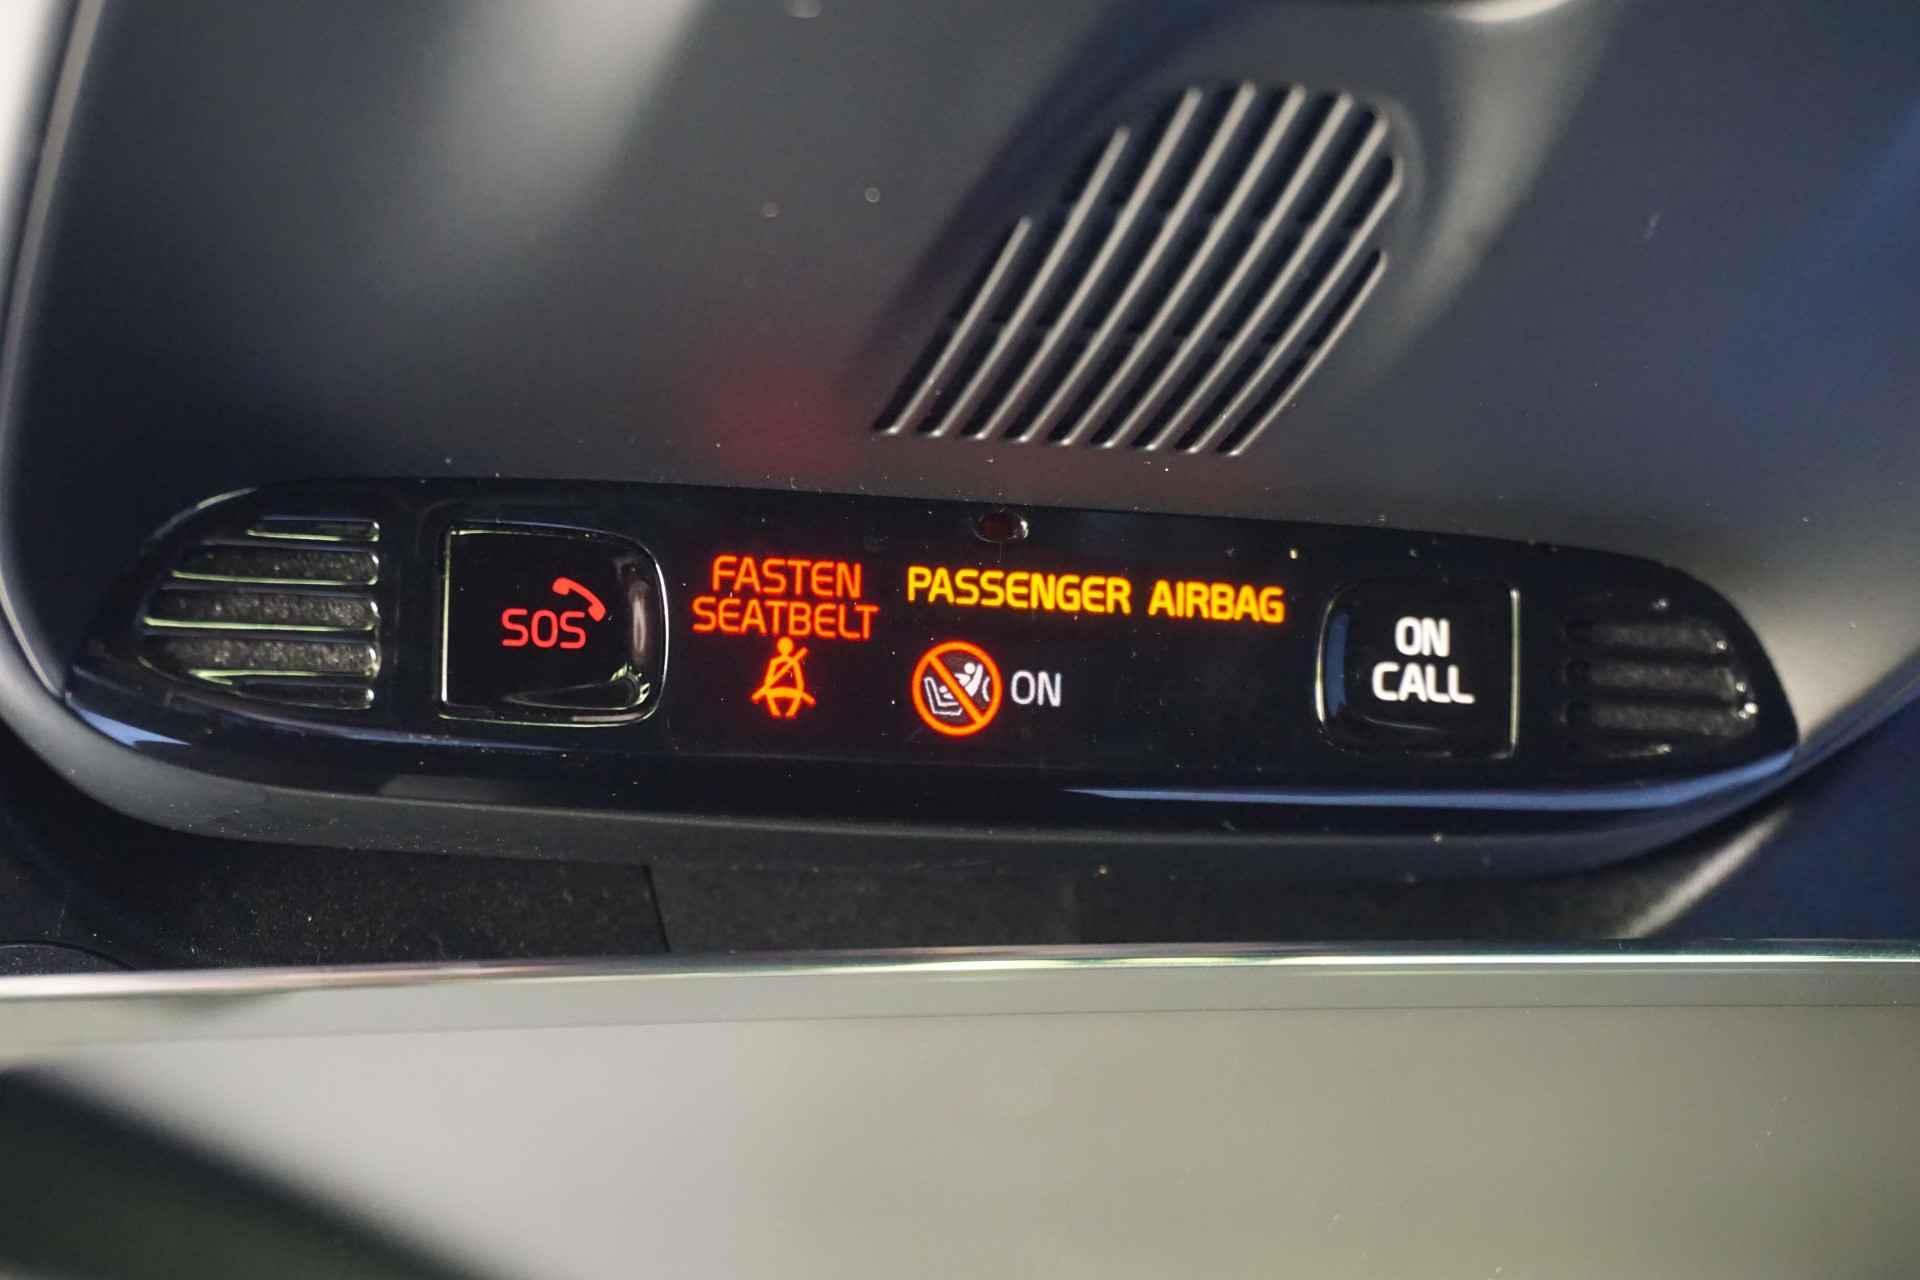 SOS
FASTEN
SEATBELT
PASSENGER AIRBAG
ON
ON
CALL